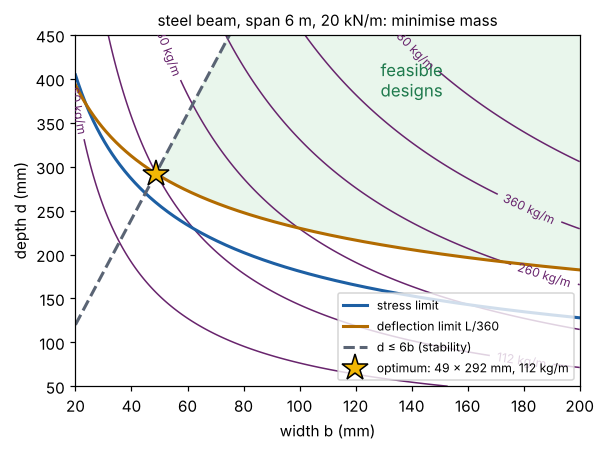 steel beam, span 6 m, 20 kN/m: minimise mass
450
400
350
300
250
200
150
100
50
depth d (mm)
feasible
designs
360 kg/m
260 kg/m
112 kg/m
stress limit
deflection limit L/360
d ≤ 6b (stability)
optimum: 49 × 292 mm, 112 kg/m
20
40
60
80
100
120
140
160
180
200
width b (mm)